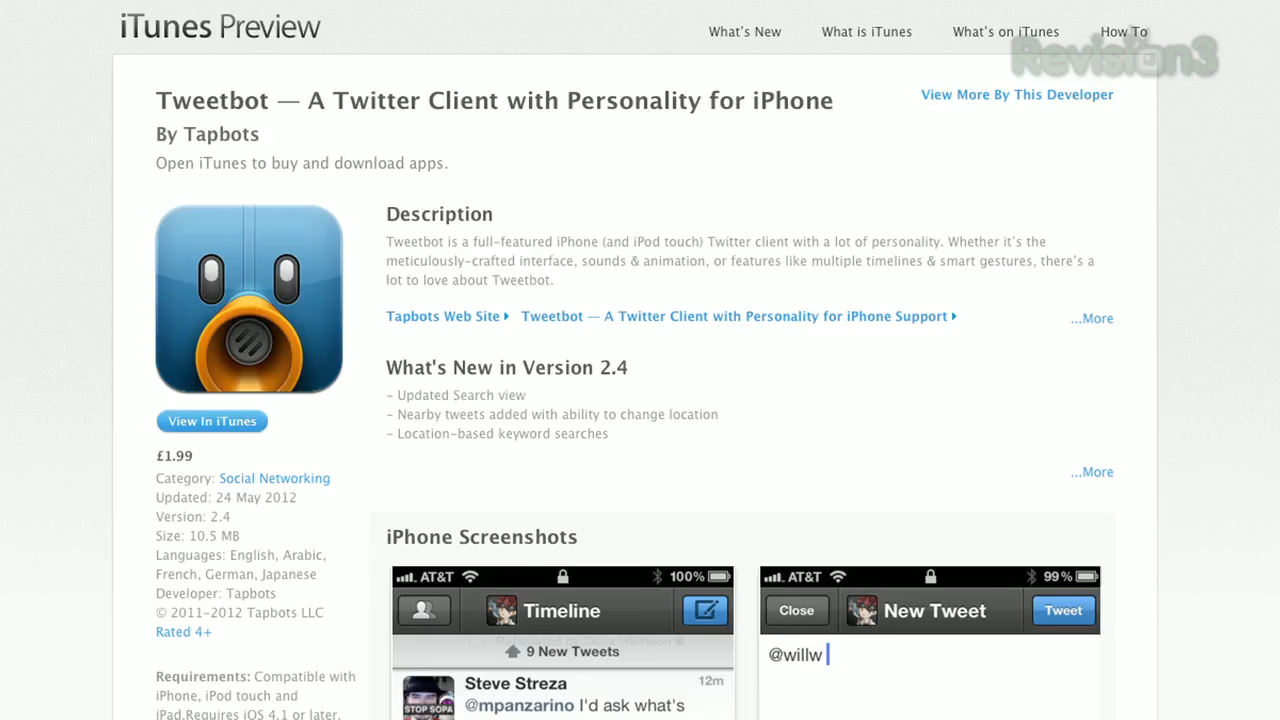 iTunes Preview
What's New
What is iTunes
What's on iTunes
How To
Revision3
Tweetbot — A Twitter Client with Personality for iPhone
View More By This Developer
By Tapbots
Open iTunes to buy and download apps.
Description
Tweetbot is a full-featured iPhone (and iPod touch) Twitter client with a lot of personality. Whether it's the
meticulously-crafted interface, sounds & animation, or features like multiple timelines & smart gestures, there's a
lot to love about Tweetbot.
Tapbots Web Site
Tweetbot — A Twitter Client with Personality for iPhone Support
...More
What's New in Version 2.4
- Updated Search view
- Nearby tweets added with ability to change location
- Location-based keyword searches
...More
View In iTunes
£1.99
Category: Social Networking
Updated: 24 May 2012
Version: 2.4
Size: 10.5 MB
Languages: English, Arabic,
French, German, Japanese
Developer: Tapbots
© 2011-2012 Tapbots LLC
Rated 4+
Requirements: Compatible with
iPhone, iPod touch and
iPad.Requires iOS 4.1 or later.
iPhone Screenshots
AT&T 100%
Timeline
9 New Tweets
Steve Streza 12m
@mpanzarino I'd ask what's
STOP SOPA
AT&T 99%
Close New Tweet Tweet
@willw